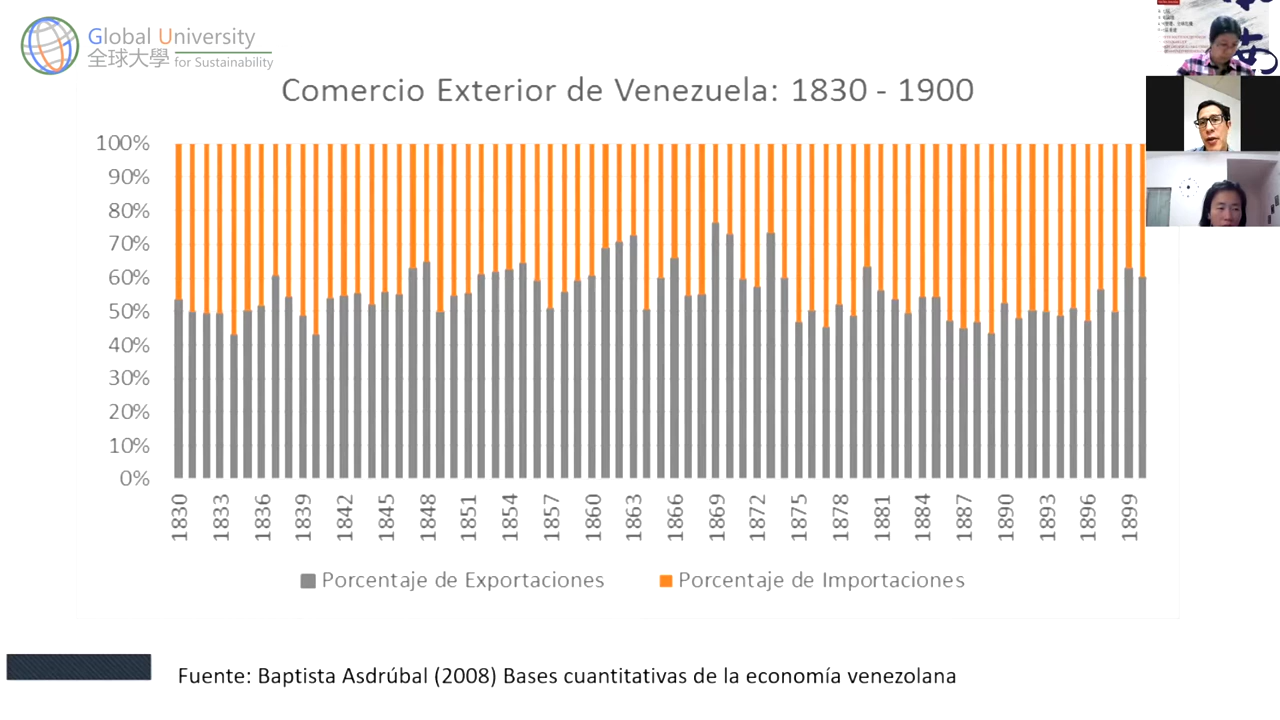 Global University
全球大學 for Sustainability
Comercio Exterior de Venezuela: 1830 - 1900
100%
90%
80%
70%
60%
50%
40%
30%
20%
10%
0%
1830 1833 1836 1839 1842 1845 1848 1851 1854 1857 1860 1863 1866 1869 1872 1875 1878 1881 1884 1887 1890 1893 1896 1899
Porcentaje de Exportaciones Porcentaje de Importaciones
Fuente: Baptista Asdrúbal (2008) Bases cuantitativas de la economía venezolana